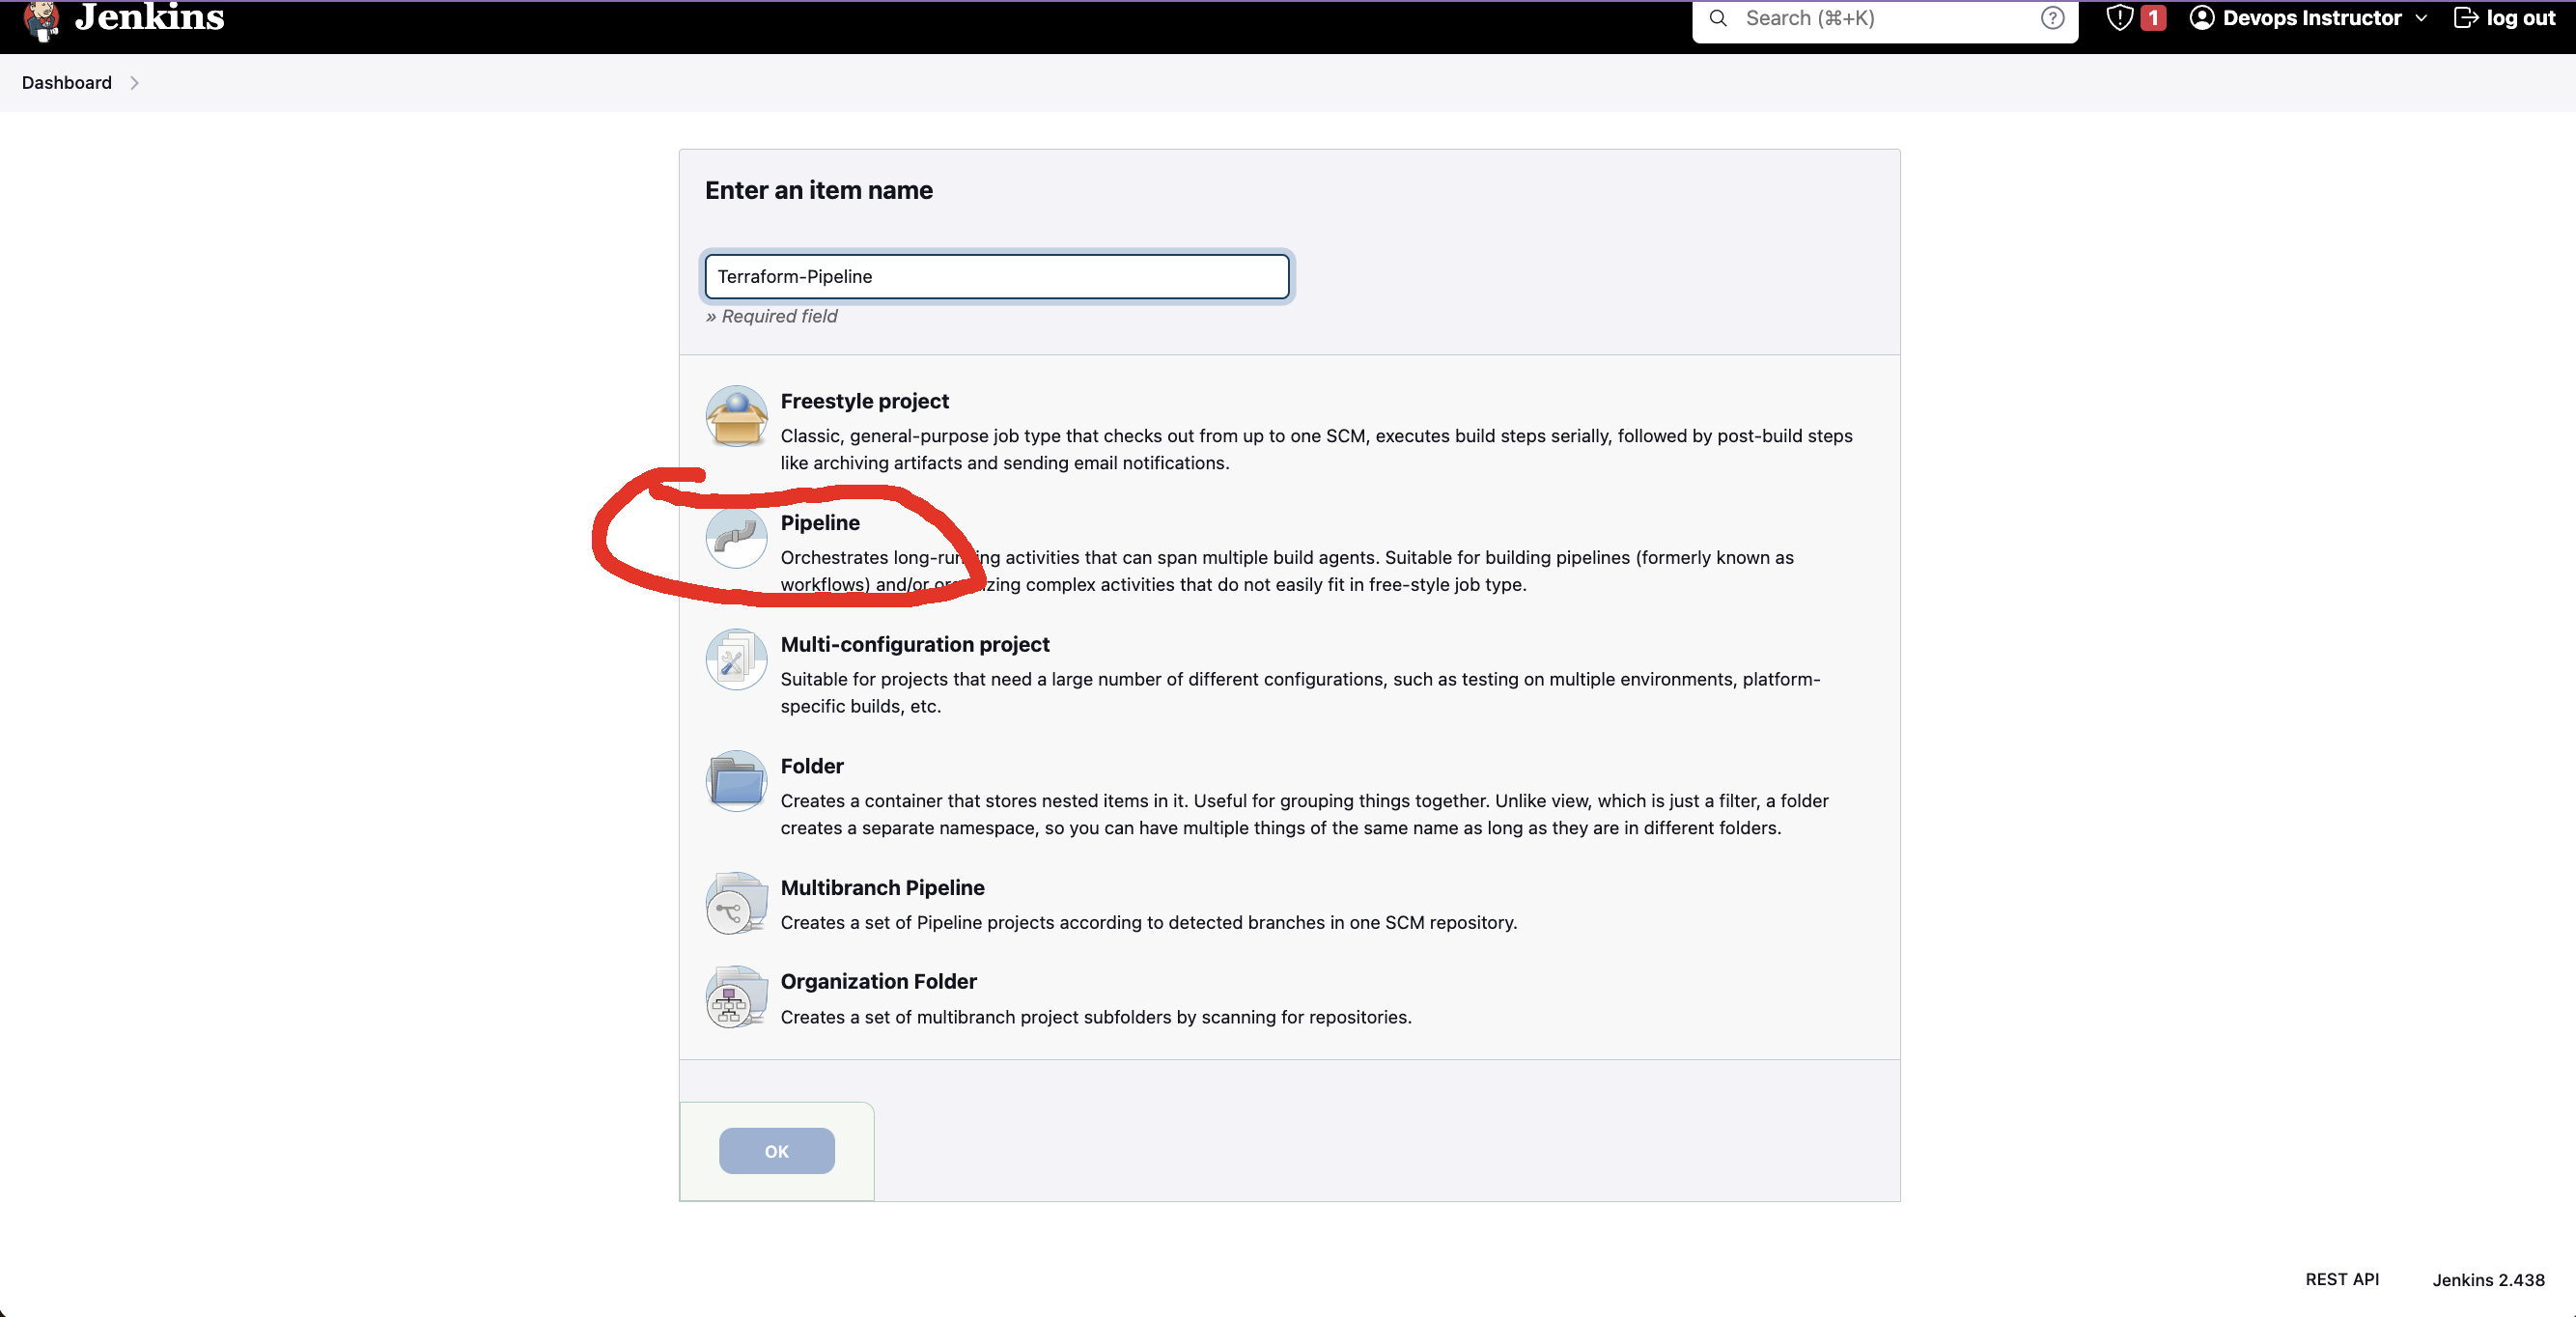 Jenkins
Search (⌘+K)
1
Devops Instructor
log out
Dashboard
Enter an item name
Terraform-Pipeline
» Required field
Freestyle project
Classic, general-purpose job type that checks out from up to one SCM, executes build steps serially, followed by post-build steps
like archiving artifacts and sending email notifications.
Pipeline
Orchestrates long-running activities that can span multiple build agents. Suitable for building pipelines (formerly known as
workflows) and/or organizing complex activities that do not easily fit in free-style job type.
Multi-configuration project
Suitable for projects that need a large number of different configurations, such as testing on multiple environments, platform-
specific builds, etc.
Folder
Creates a container that stores nested items in it. Useful for grouping things together. Unlike view, which is just a filter, a folder
creates a separate namespace, so you can have multiple things of the same name as long as they are in different folders.
Multibranch Pipeline
Creates a set of Pipeline projects according to detected branches in one SCM repository.
Organization Folder
Creates a set of multibranch project subfolders by scanning for repositories.
OK
REST API
Jenkins 2.438